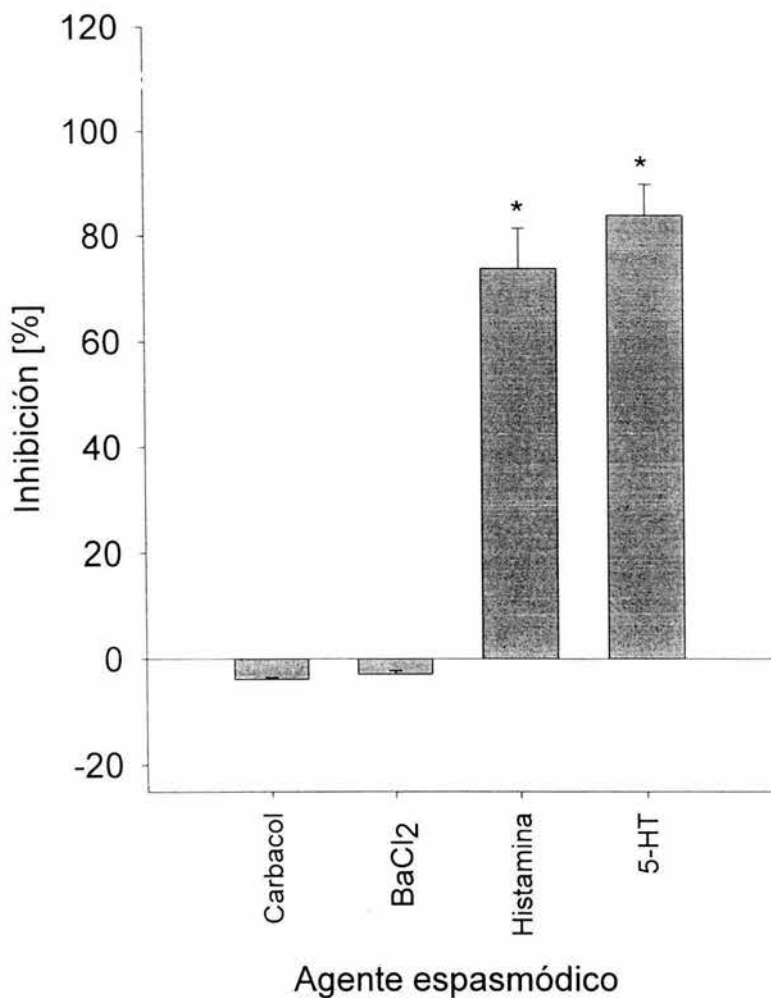 120
100
80
60
40
20
0
-20
Inhibición [%]
*
*
Carbacol
BaCl2
Histamina
5-HT
Agente espasmódico